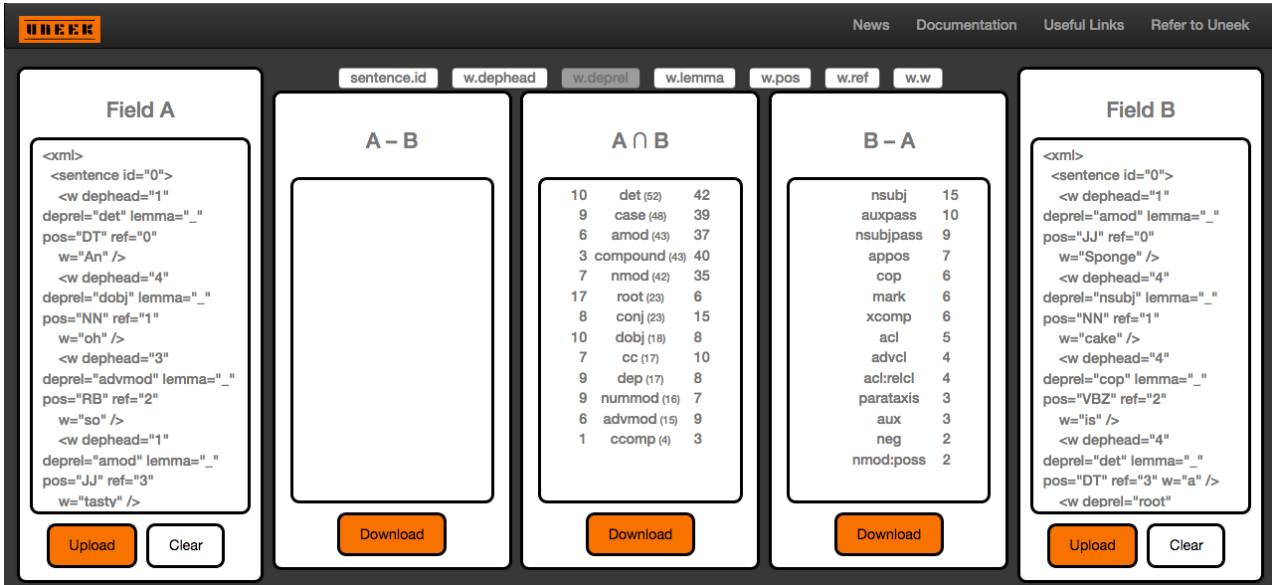 UNEEK
News Documentation Useful Links Refer to Uneek
sentence.id w.dephead w.deprel w.lemma w.pos w.ref w.w
Field A
<xml>
<sentence id="0">
<w dephead="1"
deprel="det" lemma="_"
pos="DT" ref="0"
w="An" />
<w dephead="4"
deprel="dobj" lemma="_"
pos="NN" ref="1"
w="oh" />
<w dephead="3"
deprel="advmod" lemma="_"
pos="RB" ref="2"
w="so" />
<w dephead="1"
deprel="amod" lemma="_"
pos="JJ" ref="3"
w="tasty" />
Upload Clear
A – B
Download
A ∩ B
10 det (52) 42
9 case (48) 39
6 amod (43) 37
3 compound (43) 40
7 nmod (42) 35
17 root (23) 6
8 conj (23) 15
10 dobj (18) 8
7 cc (17) 10
9 dep (17) 8
9 nummod (16) 7
6 advmod (15) 9
1 ccomp (4) 3
Download
B – A
nsubj 15
auxpass 10
nsubjpass 9
appos 7
cop 6
mark 6
xcomp 6
acl 5
advcl 4
acl:relcl 4
parataxis 3
aux 3
neg 2
nmod:poss 2
Download
Field B
<xml>
<sentence id="0">
<w dephead="1"
deprel="amod" lemma="_"
pos="JJ" ref="0"
w="Sponge" />
<w dephead="4"
deprel="nsubj" lemma="_"
pos="NN" ref="1"
w="cake" />
<w dephead="4"
deprel="cop" lemma="_"
pos="VBZ" ref="2"
w="is" />
<w dephead="4"
deprel="det" lemma="_"
pos="DT" ref="3" w="a" />
<w deprel="root"
Upload Clear